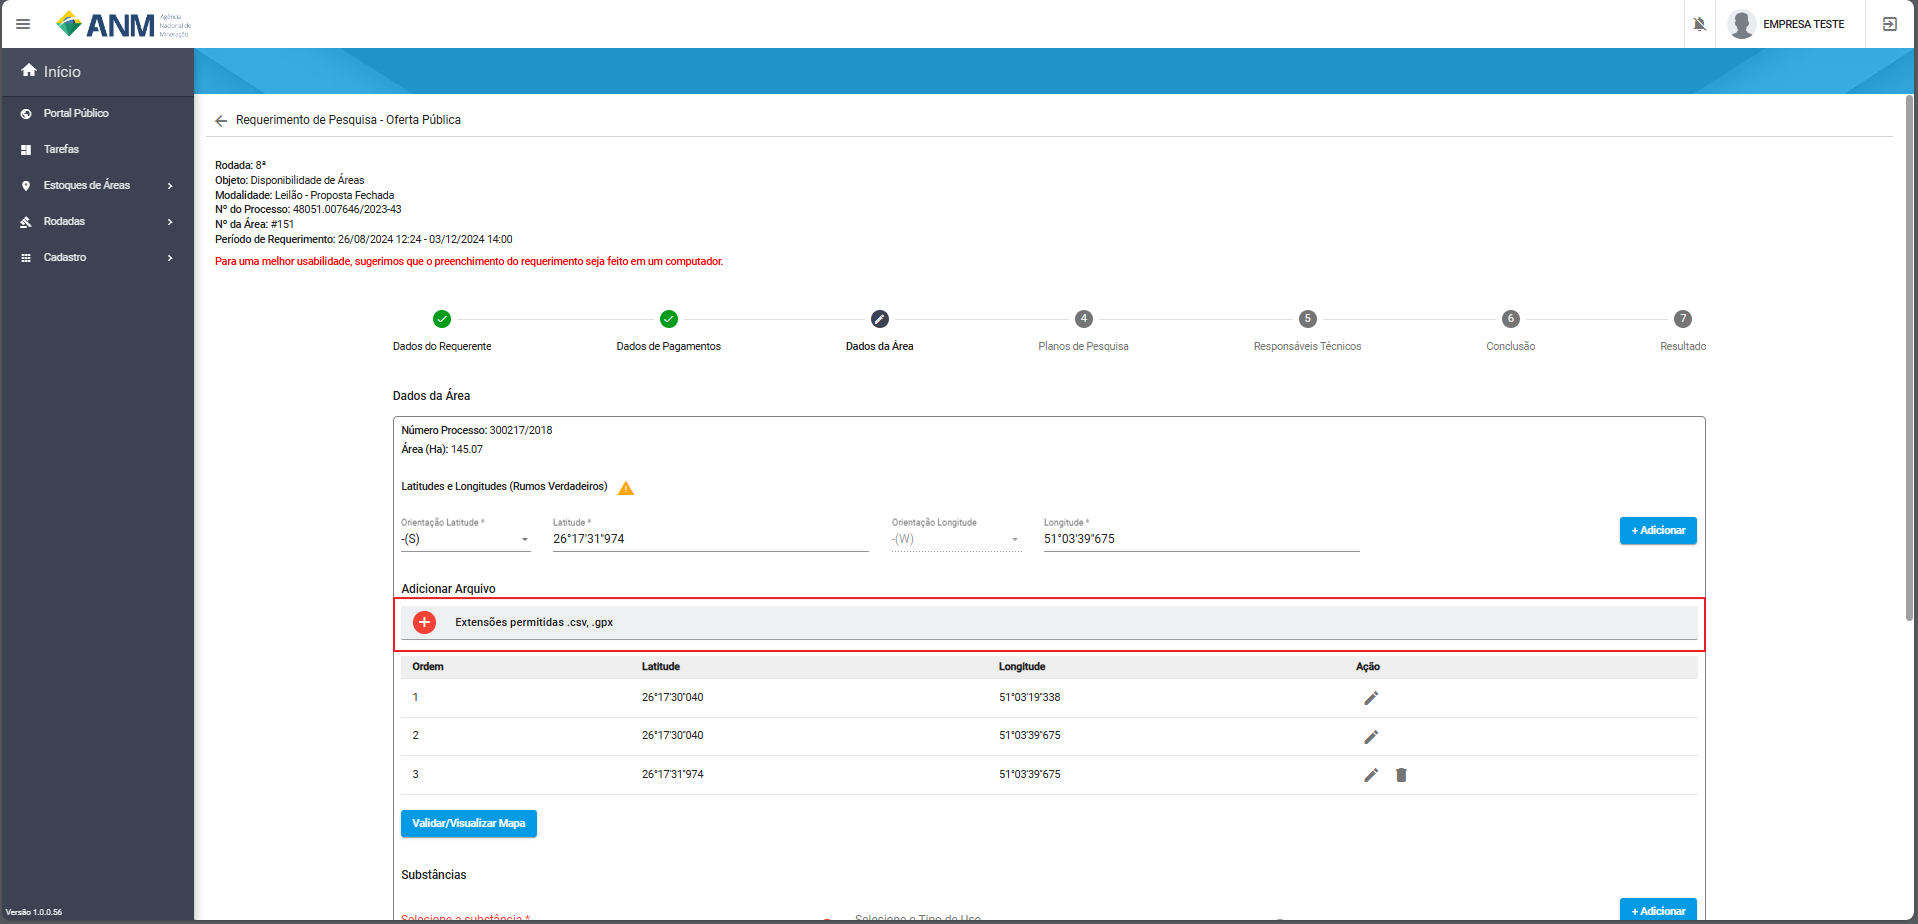 ANM
Agência
Nacional de
Mineração
EMPRESA TESTE
Início
Portal Público
Tarefas
Estoques de Áreas
Rodadas
Cadastro
Requerimento de Pesquisa - Oferta Pública
Rodada: 8ª
Objeto: Disponibilidade de Áreas
Modalidade: Leilão - Proposta Fechada
Nº do Processo: 48051.007646/2023-43
Nº da Área: #151
Período de Requerimento: 26/08/2024 12:24 - 03/12/2024 14:00
Para uma melhor usabilidade, sugerimos que o preenchimento do requerimento seja feito em um computador.
4 5 6 7
Dados do Requerente Dados de Pagamentos Dados da Área Planos de Pesquisa Responsáveis Técnicos Conclusão Resultado
Dados da Área
Número Processo: 300217/2018
Área (Ha): 145.07
Latitudes e Longitudes (Rumos Verdadeiros)
Orientação Latitude * Latitude * Orientação Longitude Longitude *
-(S) 26°17'31"974 -(W) 51°03'39"675
+ Adicionar
Adicionar Arquivo
Extensões permitidas .csv, .gpx
Ordem Latitude Longitude Ação
1 26°17'30"040 51°03'19"338
2 26°17'30"040 51°03'39"675
3 26°17'31"974 51°03'39"675
Validar/Visualizar Mapa
Substâncias
Selecione a substância * Selecione o Tipo de Uso
+ Adicionar
Versão 1.0.0.56